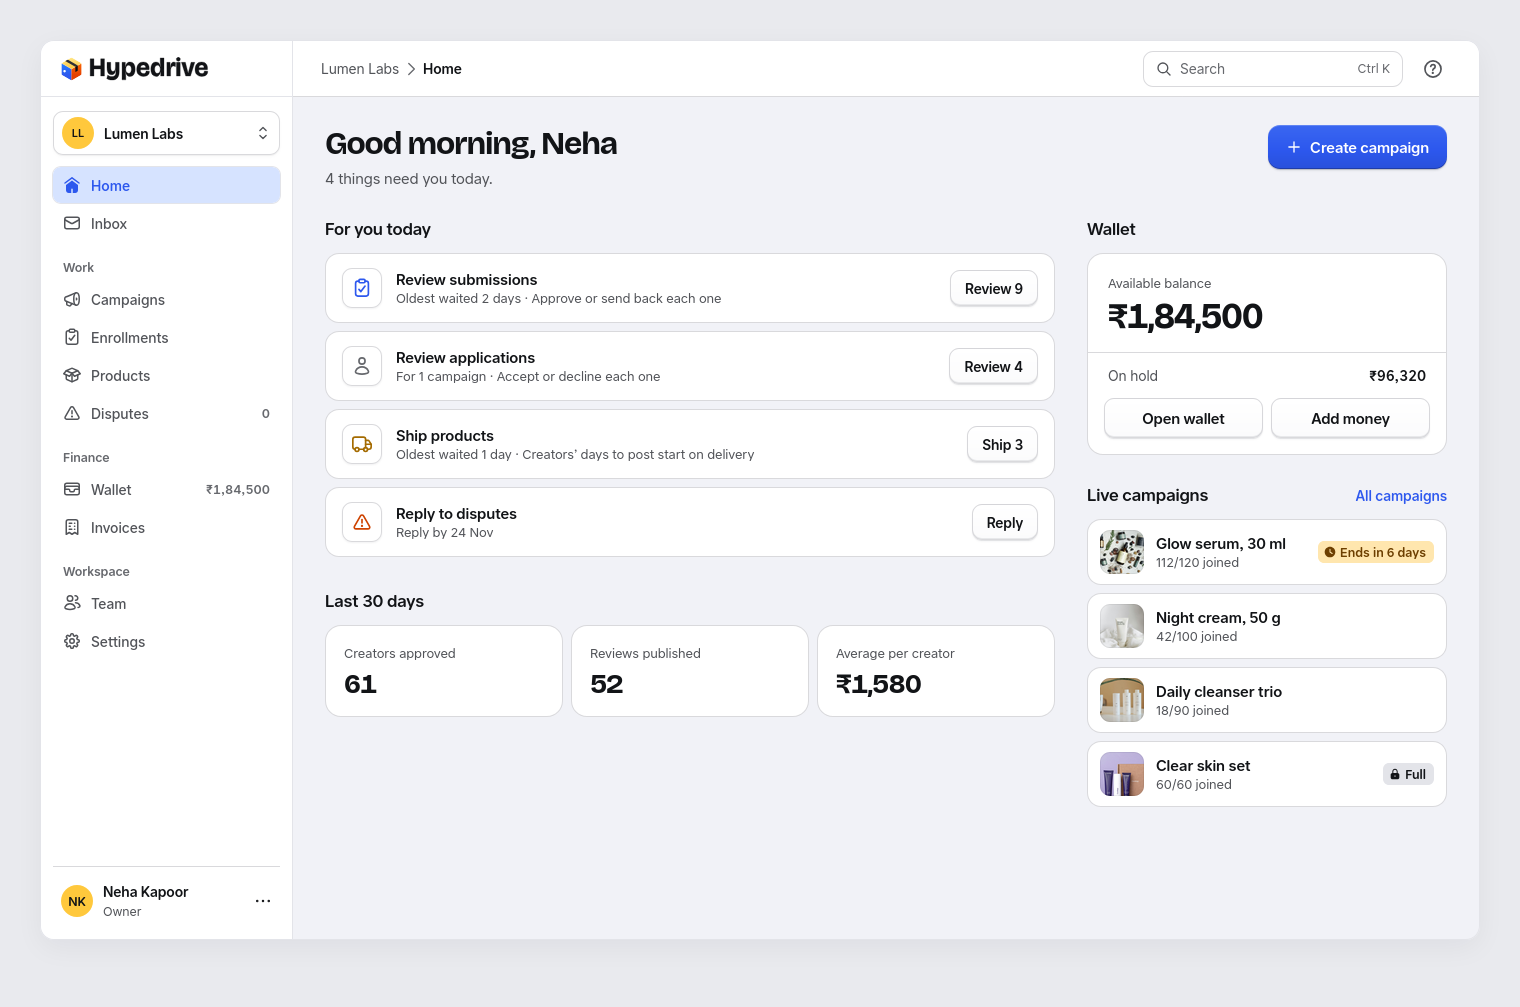 Hypedrive
Lumen Labs > Home
Search Ctrl K
LL Lumen Labs
Home
Inbox
Work
Campaigns
Enrollments
Products
Disputes 0
Finance
Wallet ₹1,84,500
Invoices
Workspace
Team
Settings
NK Neha Kapoor
Owner
Good morning, Neha
4 things need you today.
+ Create campaign
For you today
Review submissions
Oldest waited 2 days · Approve or send back each one
Review 9
Review applications
For 1 campaign · Accept or decline each one
Review 4
Ship products
Oldest waited 1 day · Creators’ days to post start on delivery
Ship 3
Reply to disputes
Reply by 24 Nov
Reply
Last 30 days
Creators approved
61
Reviews published
52
Average per creator
₹1,580
Wallet
Available balance
₹1,84,500
On hold ₹96,320
Open wallet
Add money
Live campaigns
All campaigns
Glow serum, 30 ml
112/120 joined
Ends in 6 days
Night cream, 50 g
42/100 joined
Daily cleanser trio
18/90 joined
Clear skin set
60/60 joined
Full